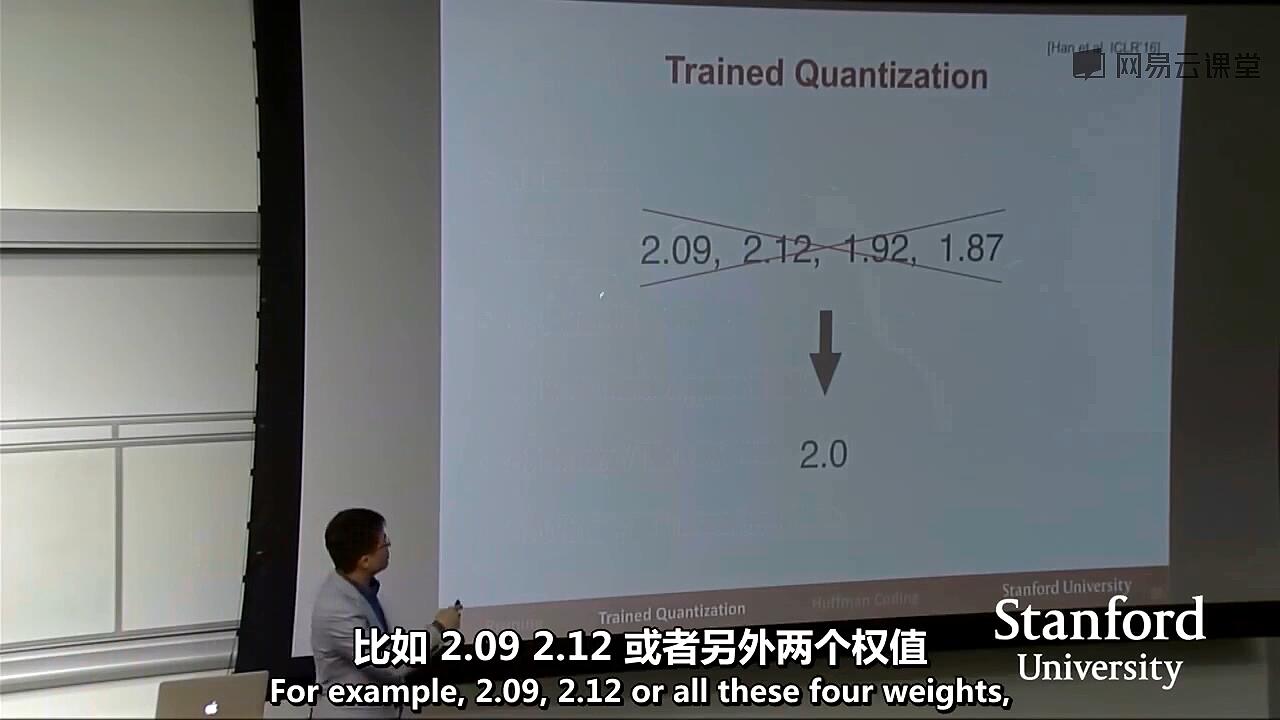 [Han et al. ICLR'16]
网易云课堂
Trained Quantization
2.09, 2.12, 1.92, 1.87
2.0
Pruning Trained Quantization Huffman Coding
Stanford University
Stanford
University
比如 2.09 2.12 或者另外两个权值
For example, 2.09, 2.12 or all these four weights,